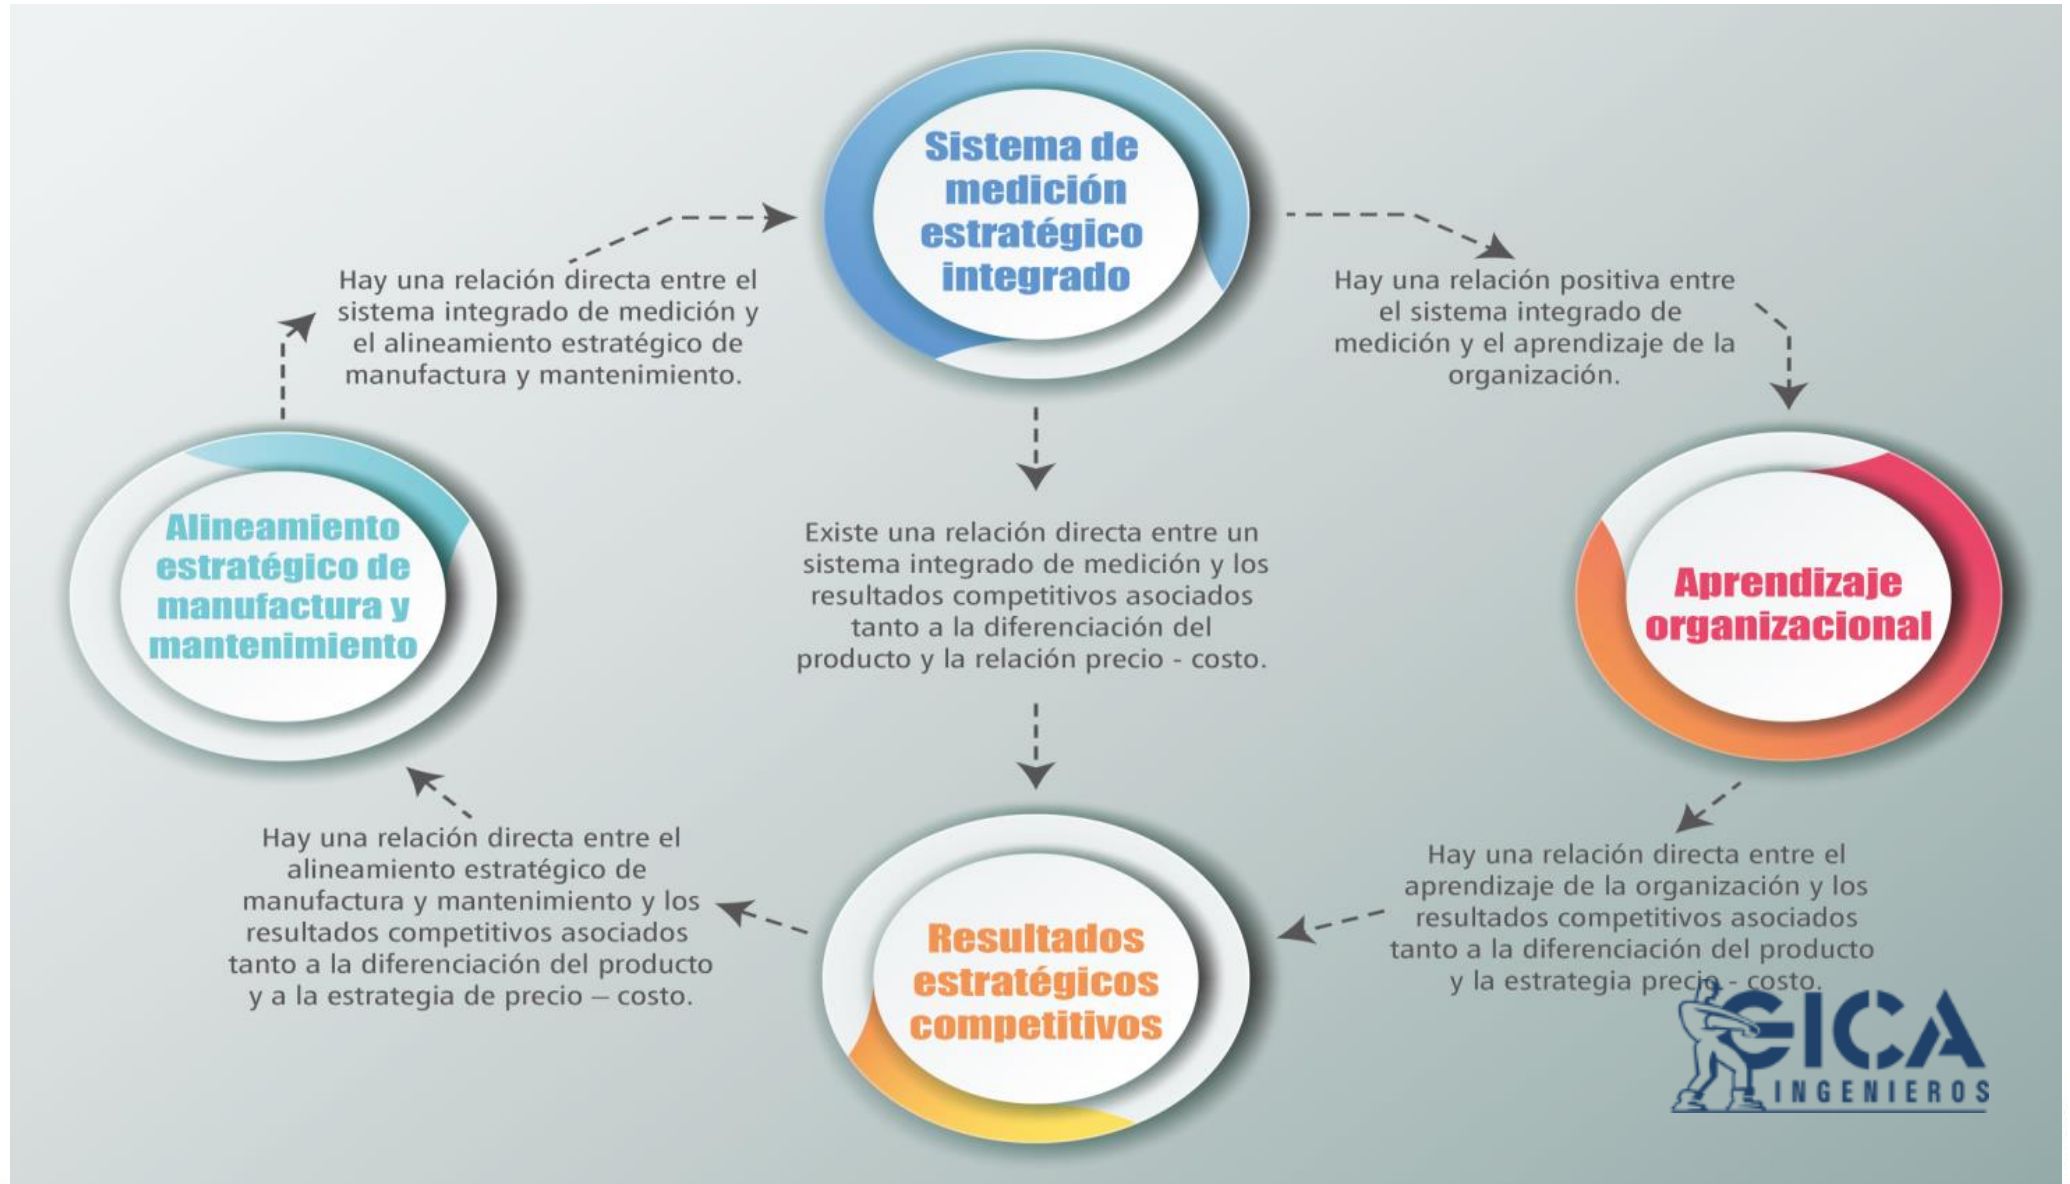 Sistema de
medición
estratégico
integrado
Hay una relación directa entre el
sistema integrado de medición y
el alineamiento estratégico de
manufactura y mantenimiento.
Hay una relación positiva entre
el sistema integrado de
medición y el aprendizaje de la
organización.
Alineamiento
estratégico de
manufactura y
mantenimiento
Existe una relación directa entre un
sistema integrado de medición y los
resultados competitivos asociados
tanto a la diferenciación del
producto y la relación precio - costo.
Aprendizaje
organizacional
Hay una relación directa entre el
alineamiento estratégico de
manufactura y mantenimiento y los
resultados competitivos asociados
tanto a la diferenciación del producto
y a la estrategia de precio – costo.
Resultados
estratégicos
competitivos
Hay una relación directa entre el
aprendizaje de la organización y los
resultados competitivos asociados
tanto a la diferenciación del producto
y la estrategia precio - costo.
GICA
INGENIEROS